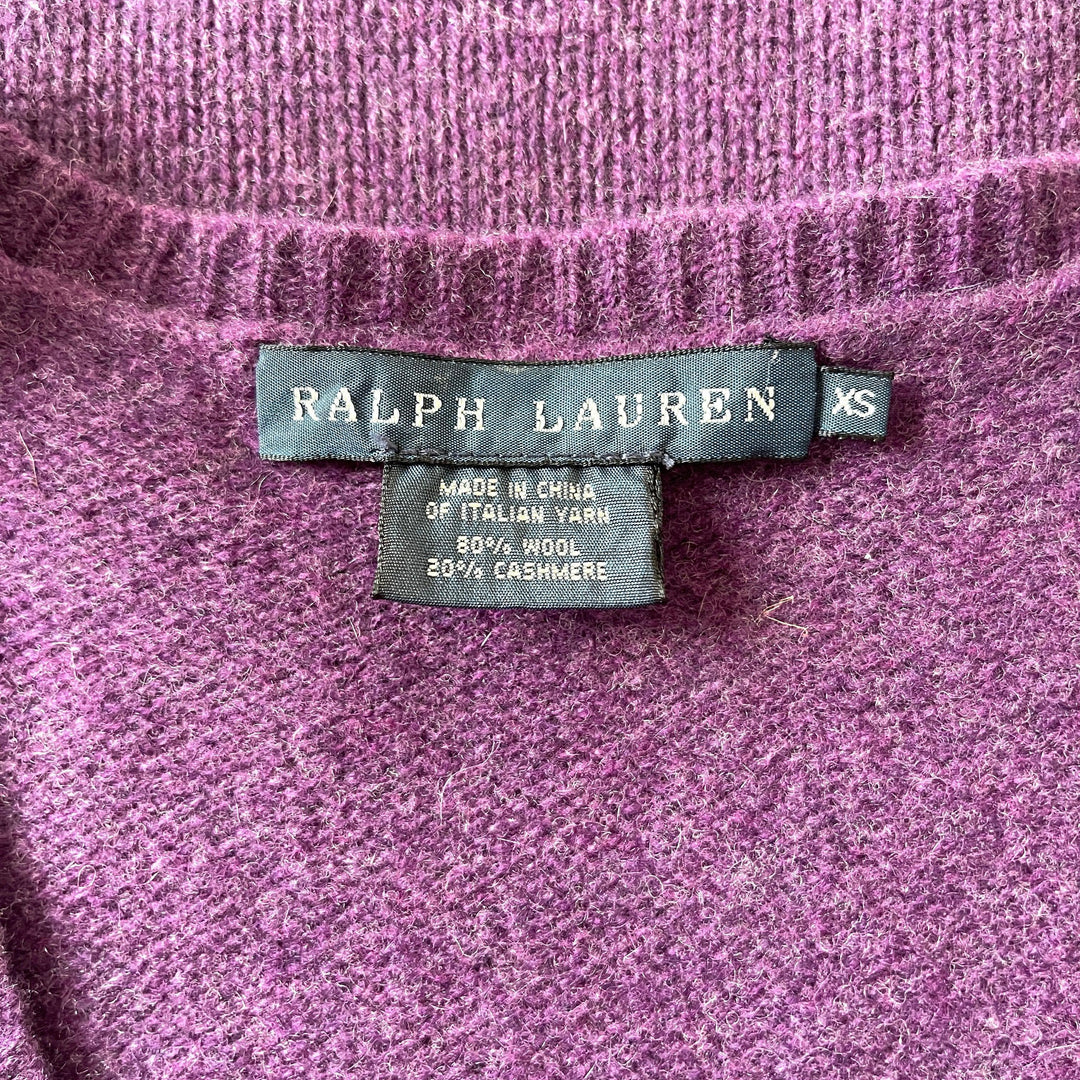 RALPH LAUREN
XS
MADE IN CHINA
OF ITALIAN YARN
80% WOOL
20% CASHMERE